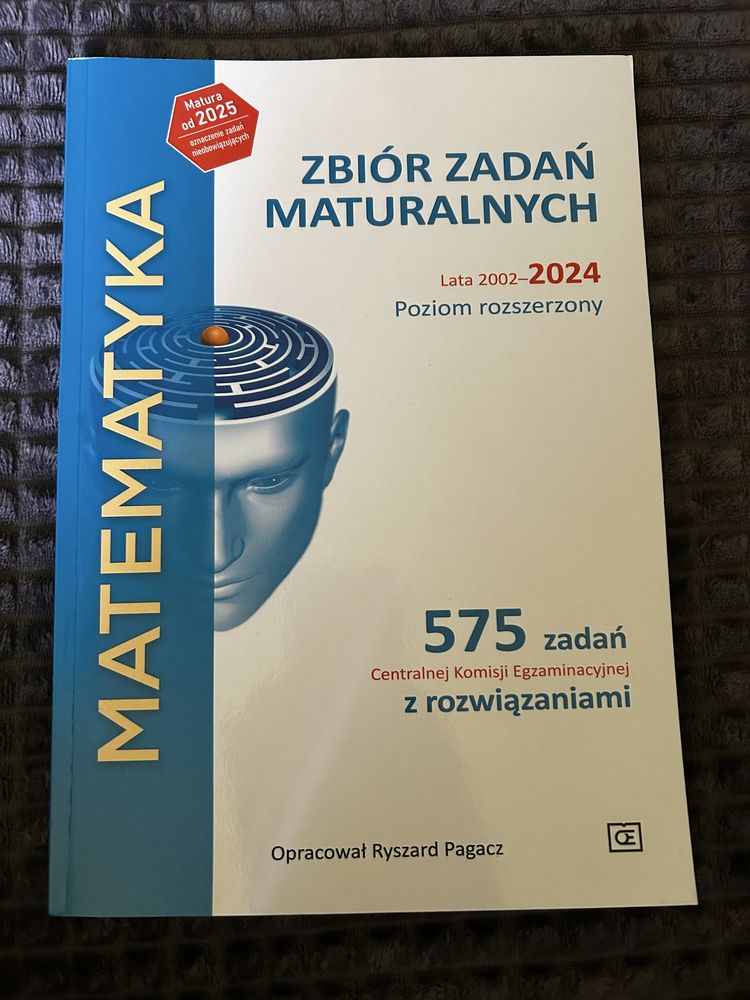 Matura
od 2025
oznaczenie zadań
nieobowiązujących
MATEMATYKA
ZBIÓR ZADAŃ
MATURALNYCH
Lata 2002–2024
Poziom rozszerzony
575 zadań
Centralnej Komisji Egzaminacyjnej
z rozwiązaniami
Opracował Ryszard Pagacz
OE